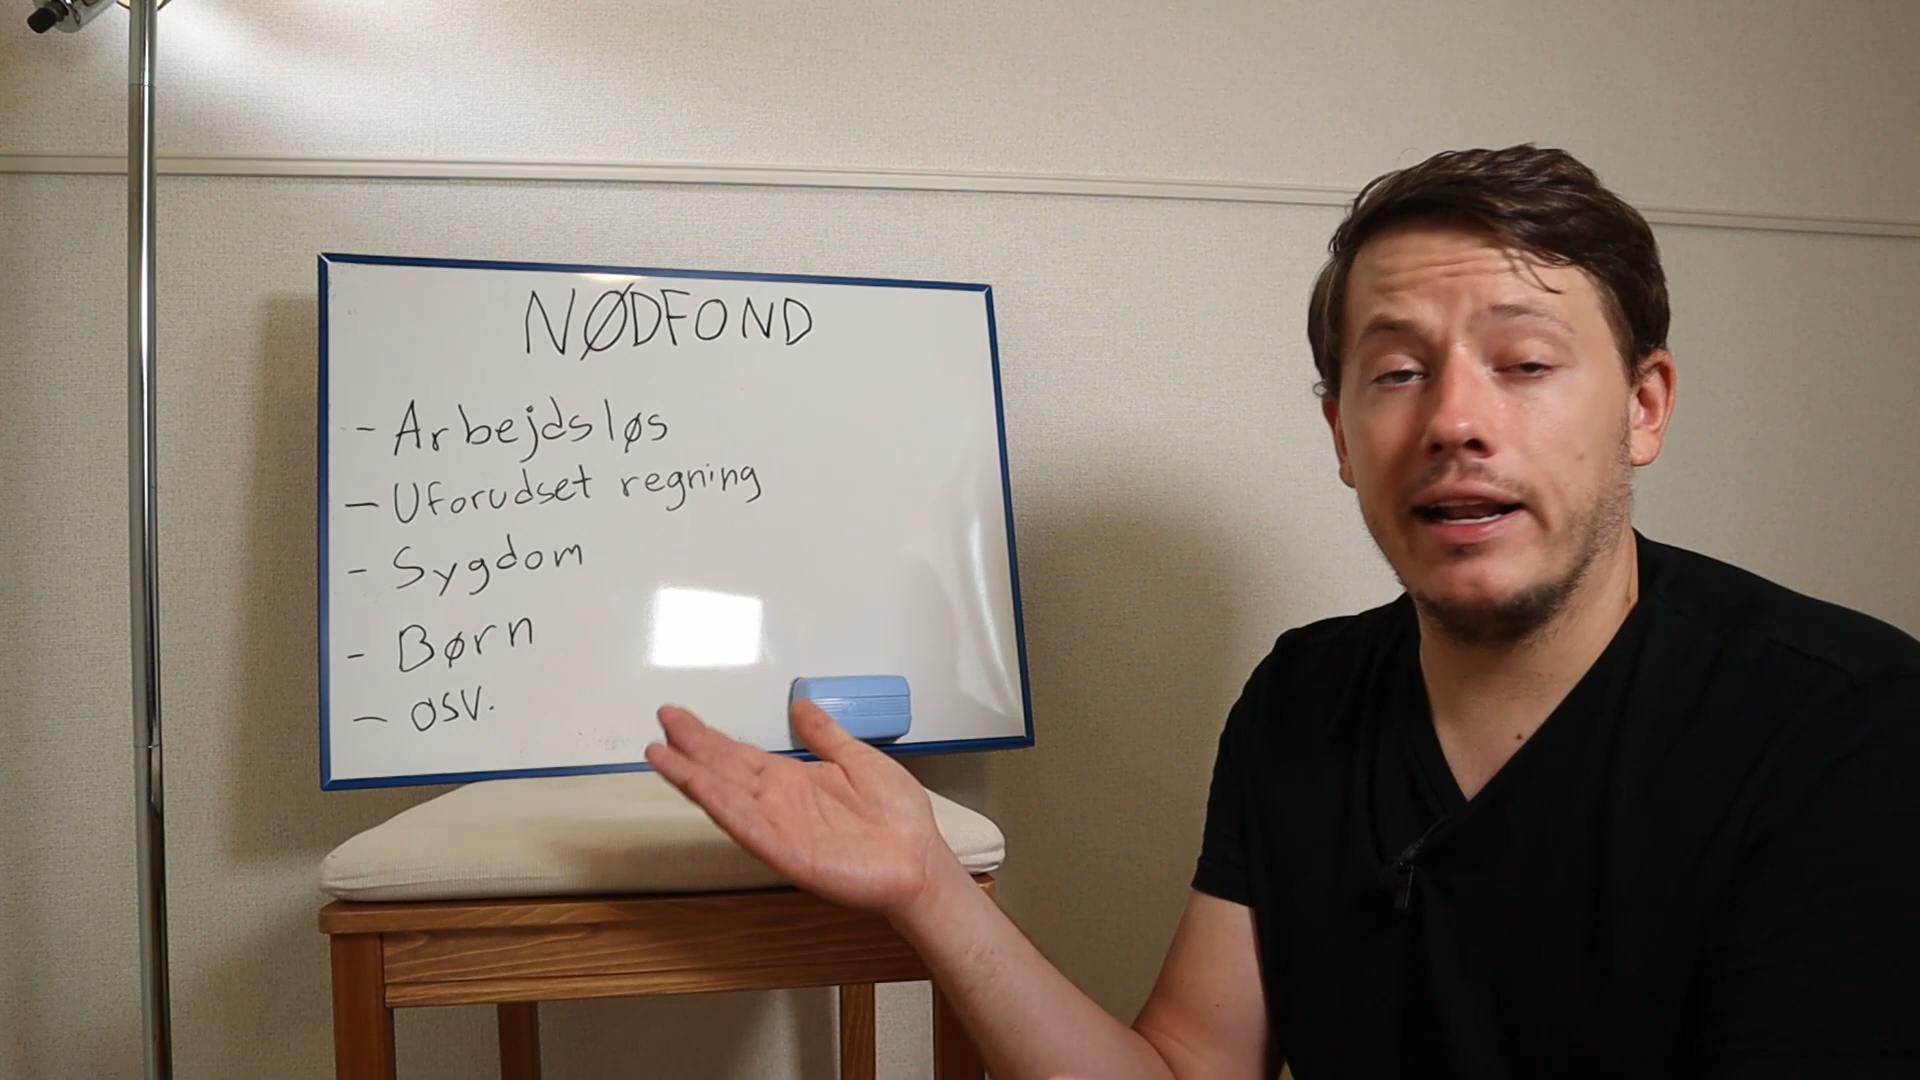 NØDFOND
- Arbejdsløs
- Uforudset regning
- Sygdom
- Børn
- osv.